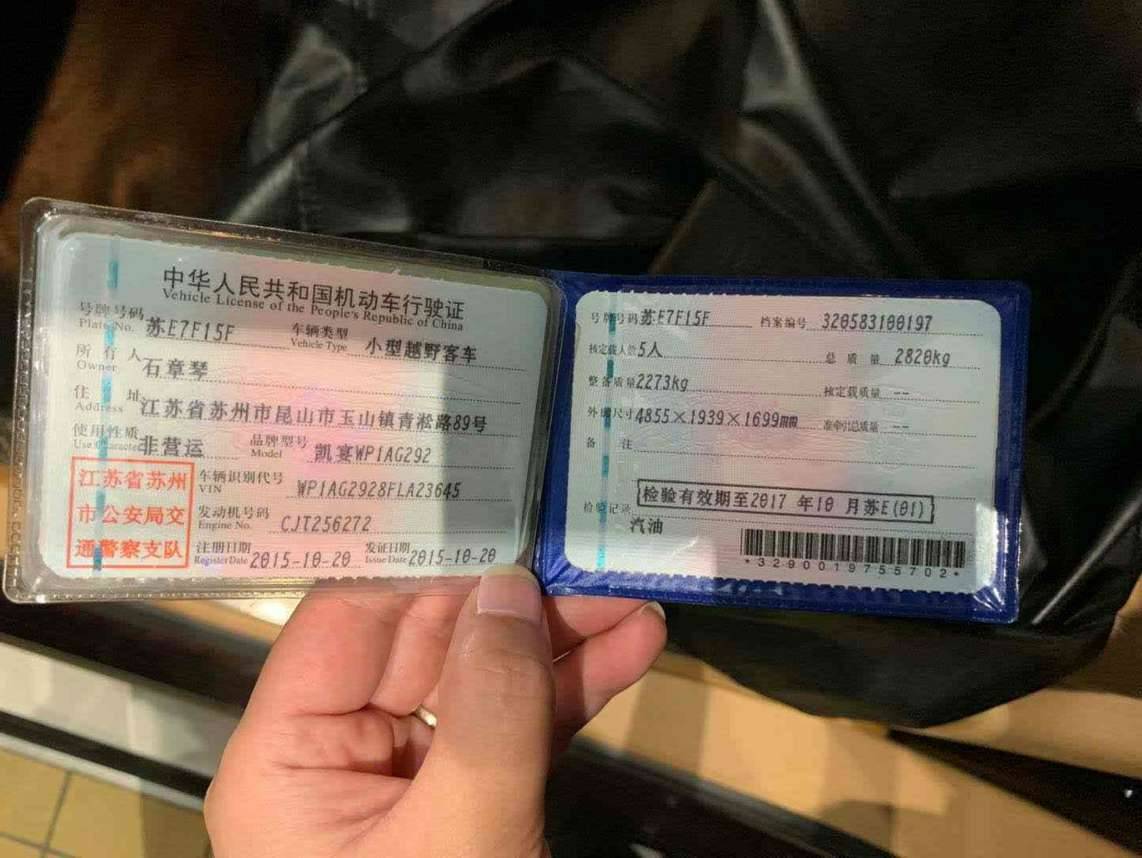 中华人民共和国机动车行驶证
Vehicle License of the People's Republic of China
号牌号码 苏E7F15F 车辆类型 小型越野客车
Plate No. Vehicle Type
所有人 石章琴
Owner
住址 江苏省苏州市昆山市玉山镇青淞路89号
Address
使用性质 非营运 品牌型号 凯宴WP1AG292
Use Character Model
江苏省苏州
市公安局交
通警察支队
车辆识别代号 WP1AG2928FLA23645
VIN
发动机号码 CJT256272
Engine No.
注册日期 2015-10-20 发证日期 2015-10-20
Register Date Issue Date
号牌号码 苏E7F15F 档案编号 320583100197
核定载人数 5人 总质量 2820kg
整备质量 2273kg 核定载质量 --
外廓尺寸 4855×1939×1699mm 准牵引总质量 --
备注
检验记录 检验有效期至2017年10月苏E(01)
汽油
*3290019755702*